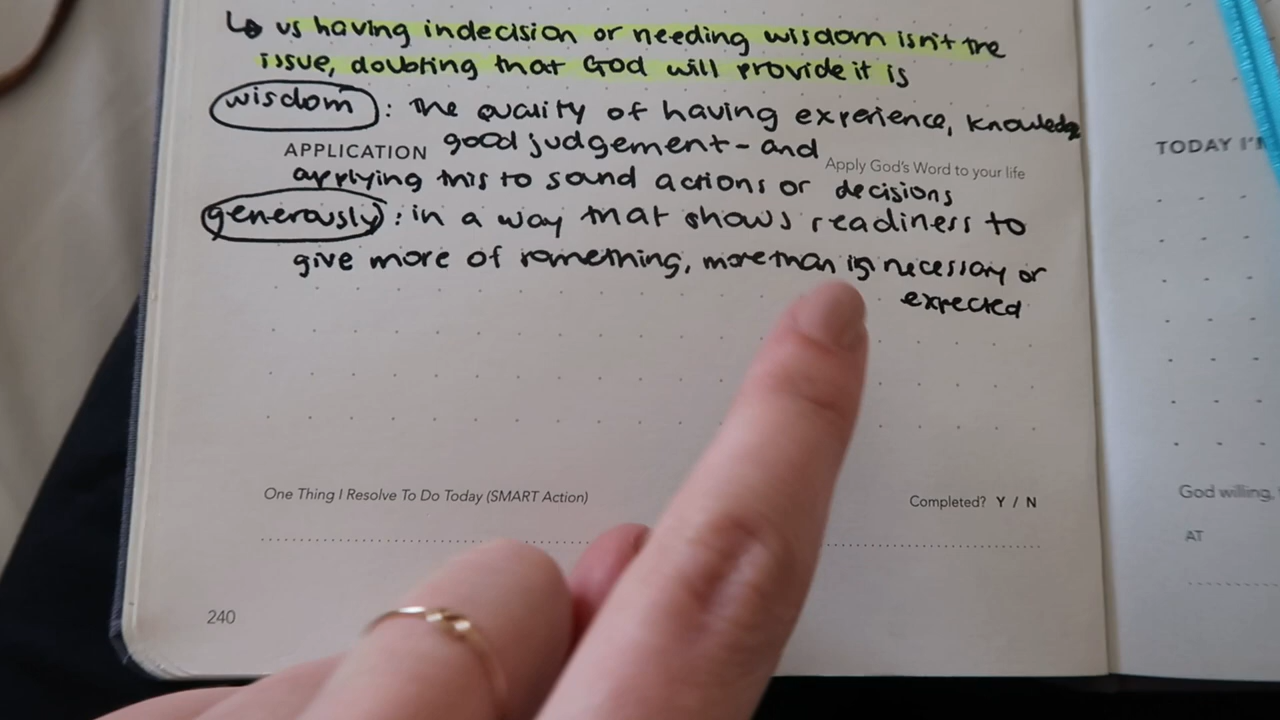 ↳ us having indecision or needing wisdom isn't the
issue, doubting that God will provide it is
wisdom : the quality of having experience, knowledge
good judgement - and
APPLICATION
Apply God's Word to your life
applying this to sound actions or decisions
generously : in a way that shows readiness to
give more of something, more than is necessary or
expected
One Thing I Resolve To Do Today (SMART Action)
Completed? Y / N
240
TODAY I'
God willing,
AT